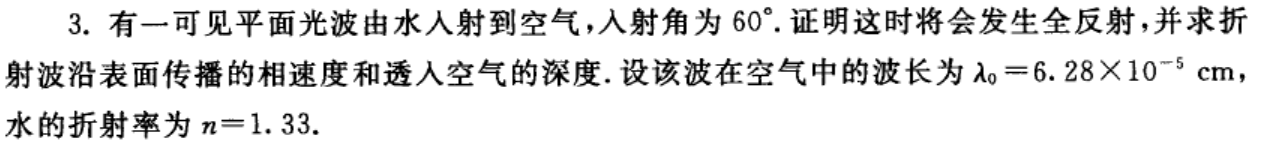 3. 有一可见平面光波由水入射到空气,入射角为 60°. 证明这时将会发生全反射,并求折
射波沿表面传播的相速度和透入空气的深度. 设该波在空气中的波长为 λ₀=6.28×10⁻⁵ cm,
水的折射率为 n=1.33.